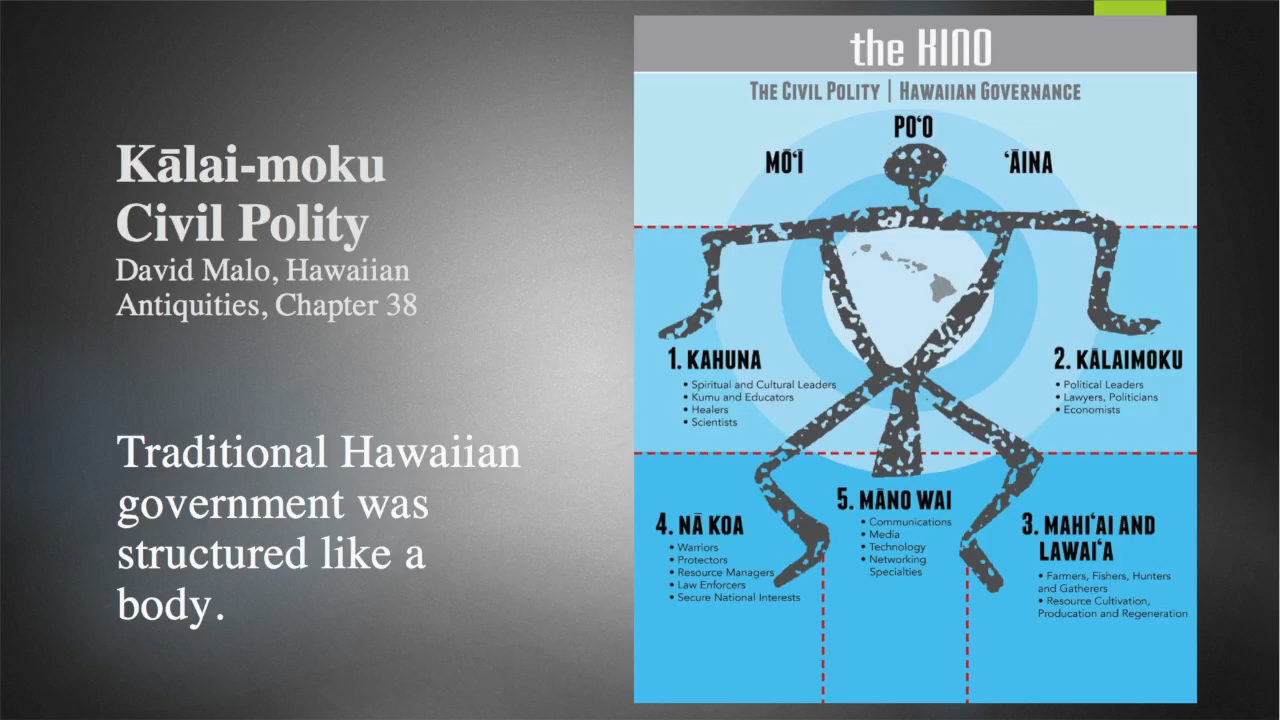 Kālai-moku
Civil Polity
David Malo, Hawaiian
Antiquities, Chapter 38
Traditional Hawaiian
government was
structured like a
body.
the KINO
The Civil Polity | Hawaiian Governance
PO‘O
MŌ‘Ī
‘ĀINA
1. KAHUNA
• Spiritual and Cultural Leaders
• Kumu and Educators
• Healers
• Scientists
2. KĀLAIMOKU
• Political Leaders
• Lawyers, Politicians
• Economists
4. NĀ KOA
• Warriors
• Protectors
• Resource Managers
• Law Enforcers
• Secure National Interests
5. MĀNO WAI
• Communications
• Media
• Technology
• Networking
Specialties
3. MAHI‘AI AND
LAWAI‘A
• Farmers, Fishers, Hunters
and Gatherers
• Resource Cultivation,
Producation and Regeneration